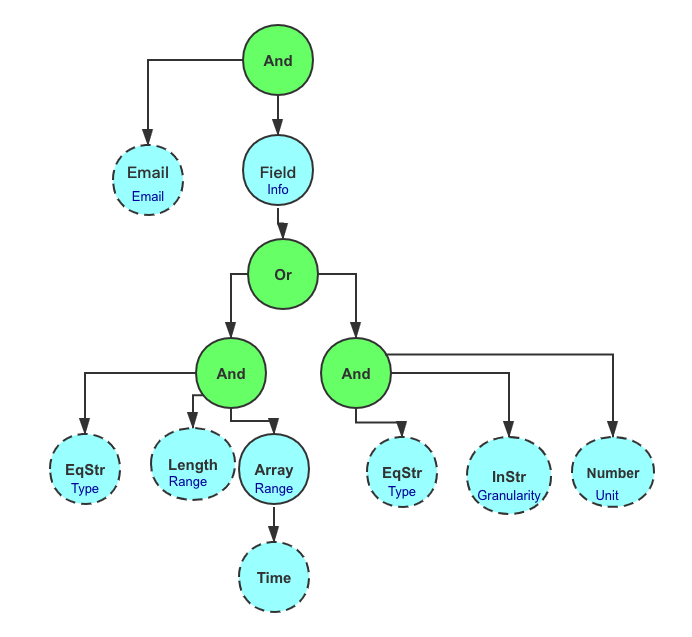 And
Email
Email
Field
Info
Or
And
And
EqStr
Type
Length
Range
Array
Range
EqStr
Type
InStr
Granularity
Number
Unit
Time